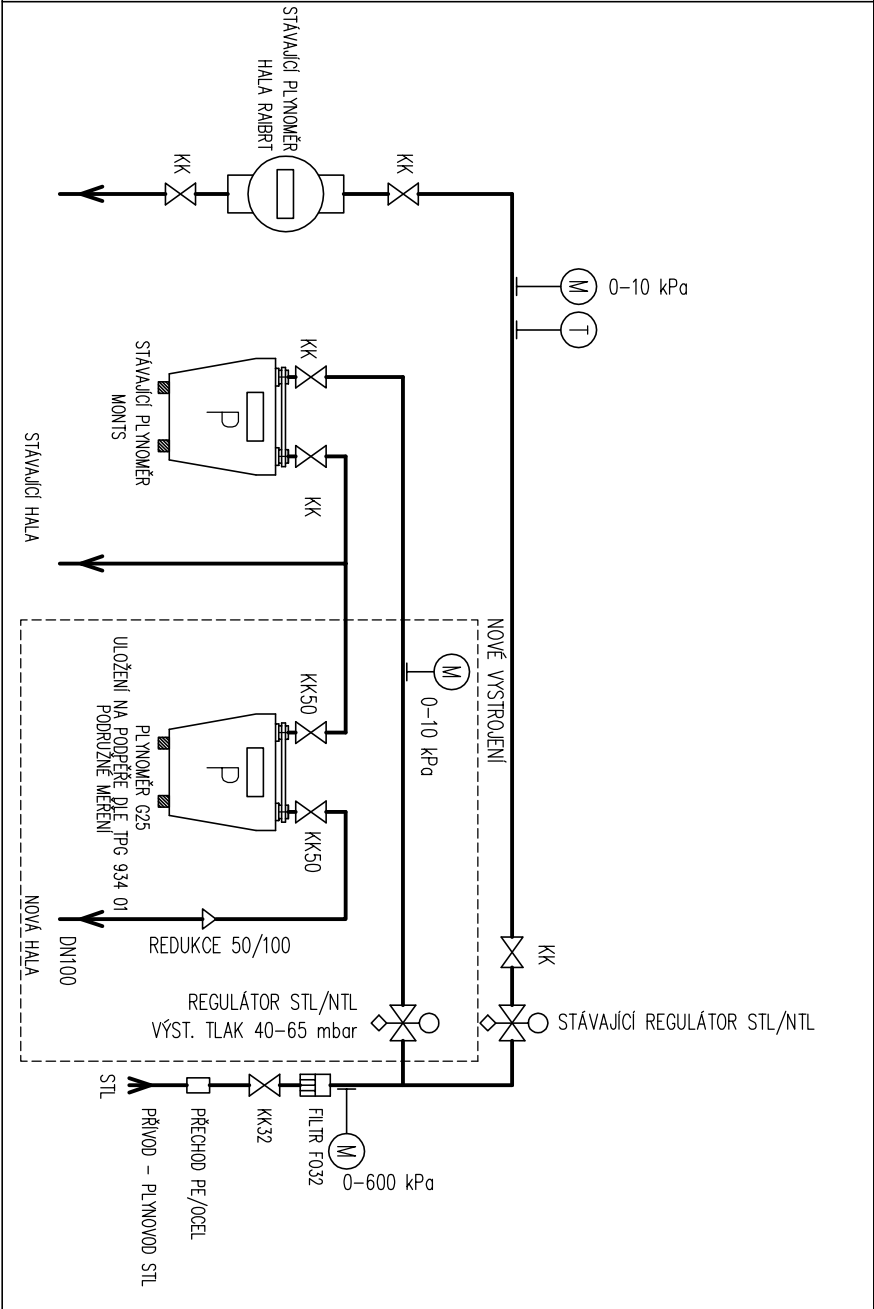 STÁVAJÍCÍ PLYNOMĚR
HALA RAIBRT
KK
KK
M
0-10 kPa
T
STÁVAJÍCÍ PLYNOMĚR
MONTS
KK
KK
P
STÁVAJÍCÍ HALA
NOVÉ VYSTROJENÍ
M
0-10 kPa
KK50
KK50
P
PLYNOMĚR G25
ULOŽENÍ NA PODPĚŘE DLE TPG 934 01
PODRUŽNÉ MĚŘENÍ
NOVÁ HALA
DN100
REDUKCE 50/100
REGULÁTOR STL/NTL
VÝST. TLAK 40-65 mbar
KK
STÁVAJÍCÍ REGULÁTOR STL/NTL
STL
PŘÍVOD - PLYNOVOD STL
PŘECHOD PE/OCEL
KK32
FILTR FO32
M
0-600 kPa